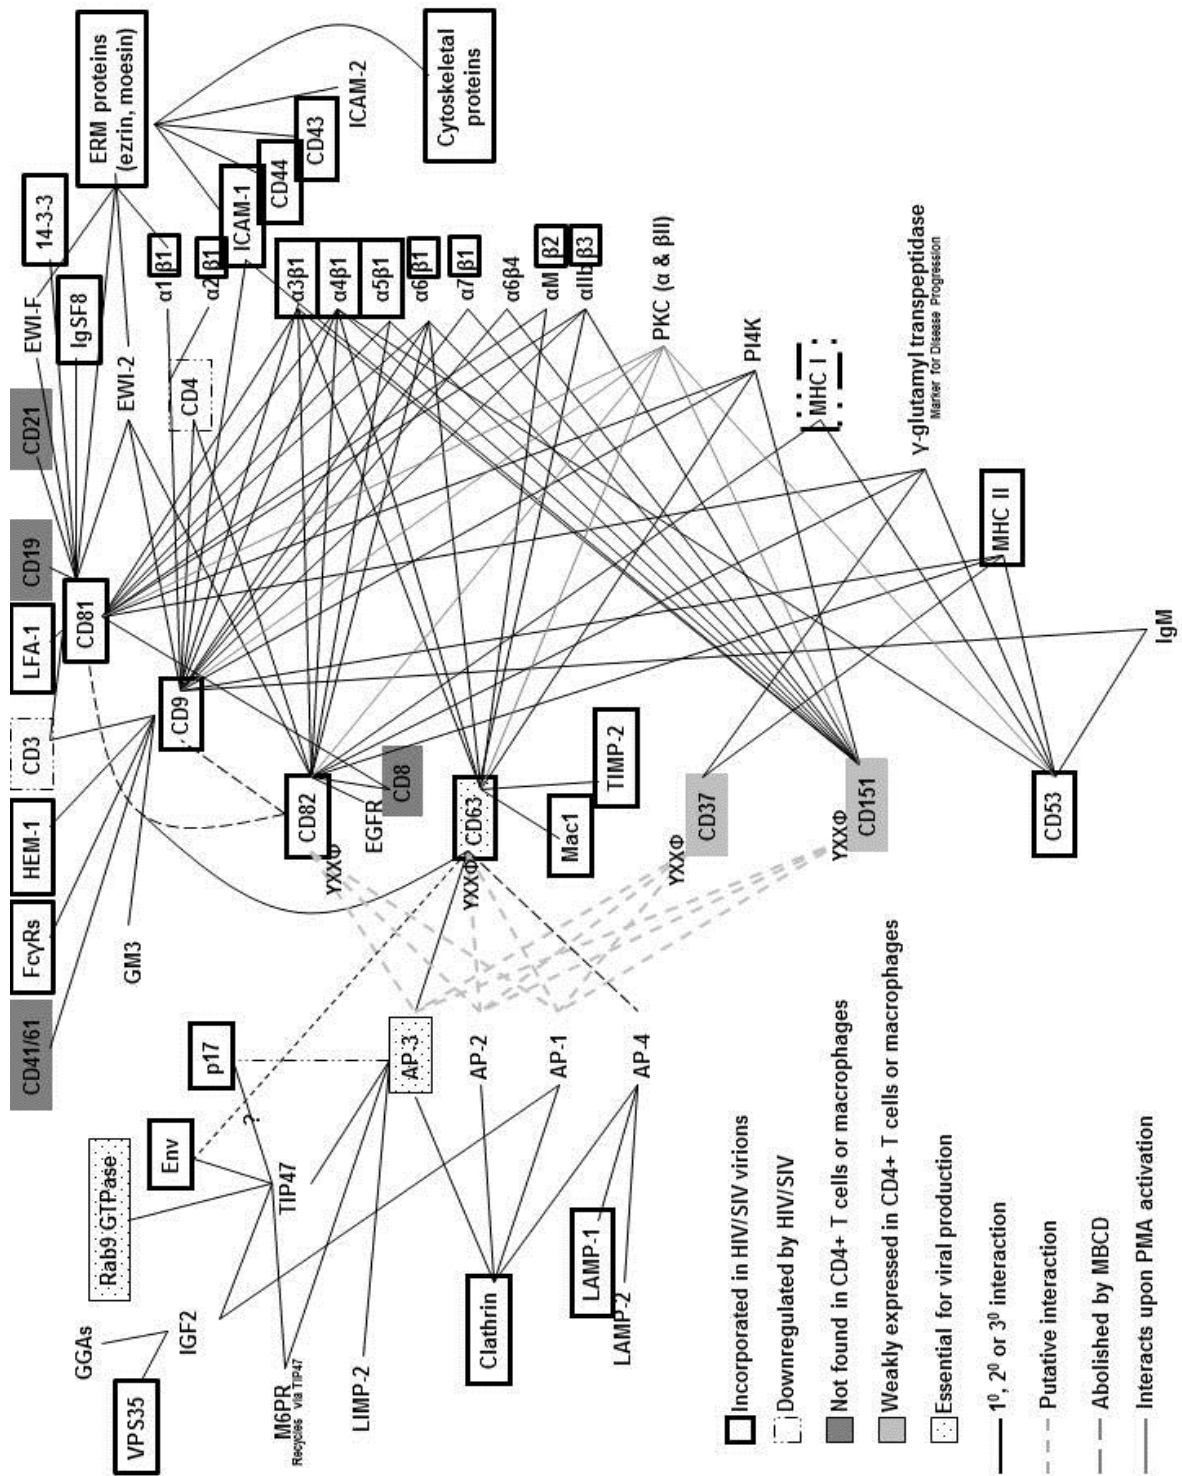 CD41/61
FcγRs
HEM-1
CD3
LFA-1
CD19
CD21
EWI-F
14-3-3
ERM proteins
(ezrin, moesin)
CD81
IgSF8
GGAs
VPS35
Rab9 GTPase
GM3
EWI-2
Env
CD9
CD4
α1 β1
α2 β1
ICAM-1
CD44
CD43
ICAM-2
Cytoskeletal
proteins
IGF2
p17
?
TIP47
M6PR
Recycles via TIP47
LIMP-2
CD82
YXXΦ
EGFR
CD8
α3β1
α4β1
α5β1
α6 β1
α7 β1
α6β4
αM β2
αIIb β3
AP-3
AP-2
AP-1
AP-4
YXXΦ
CD63
Mac1
TIMP-2
Clathrin
LAMP-1
LAMP-2
YXXΦ
CD37
YXXΦ
CD151
PKC (α & βII)
PI4K
MHC I
γ-glutamyl transpeptidase
Marker for Disease Progression
MHC II
CD53
IgM
Incorporated in HIV/SIV virions
Downregulated by HIV/SIV
Not found in CD4+ T cells or macrophages
Weakly expressed in CD4+ T cells or macrophages
Essential for viral production
1⁰, 2⁰ or 3⁰ interaction
Putative interaction
Abolished by MBCD
Interacts upon PMA activation